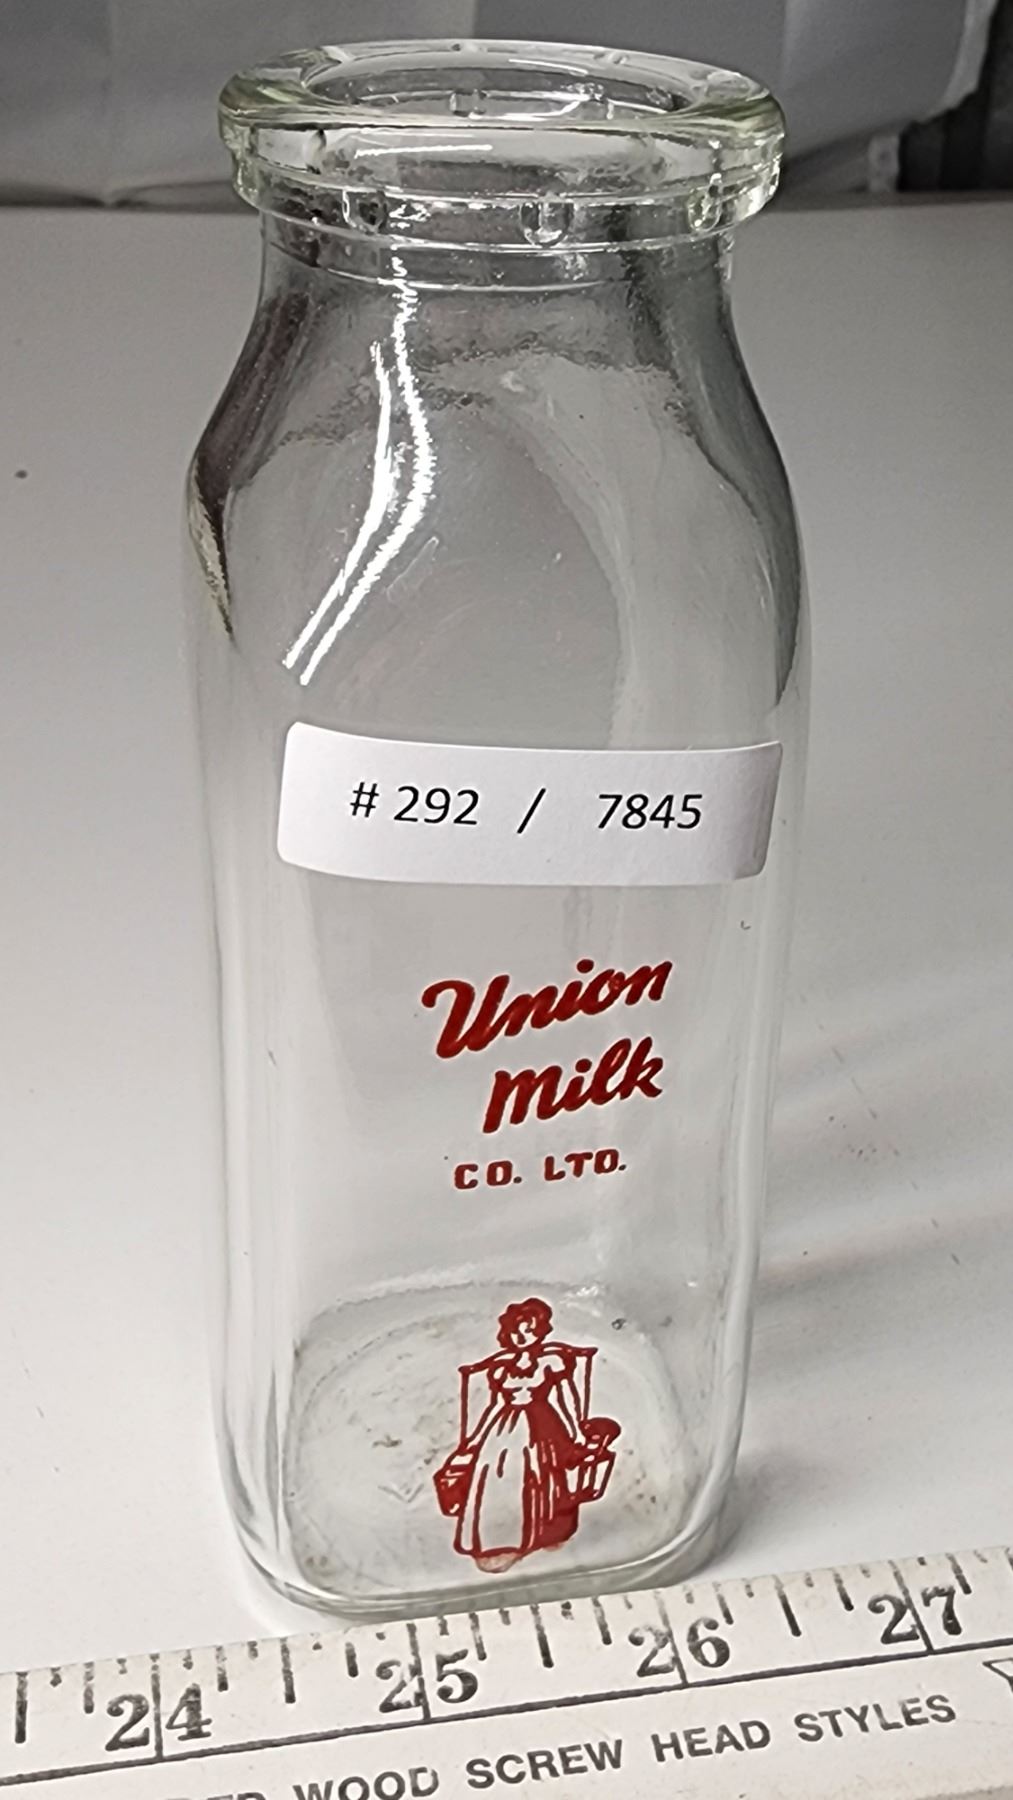 # 292 / 7845
Union
Milk
CO. LTD.
24 25 26 27
WOOD SCREW HEAD STYLES